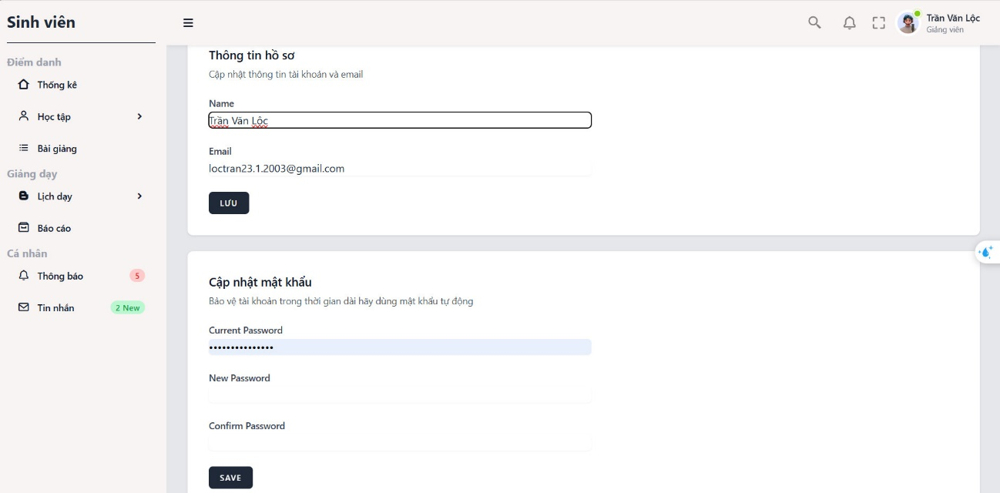 Sinh viên
Trần Văn Lộc
Giảng viên
Điểm danh
Thống kê
Học tập
Bài giảng
Giảng dạy
Lịch dạy
Báo cáo
Cá nhân
Thông báo 5
Tin nhắn 2 New
Thông tin hồ sơ
Cập nhật thông tin tài khoản và email
Name
Trần Văn Lộc
Email
loctran23.1.2003@gmail.com
LƯU
Cập nhật mật khẩu
Bảo vệ tài khoản trong thời gian dài hãy dùng mật khẩu tự động
Current Password
•••••••••••••••
New Password
Confirm Password
SAVE